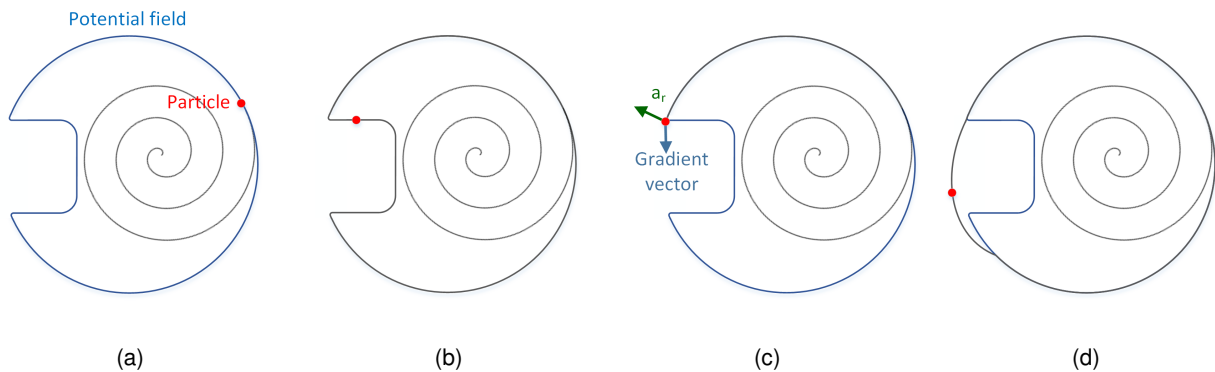 Potential field
Particle
a_r
Gradient
vector
(a)
(b)
(c)
(d)